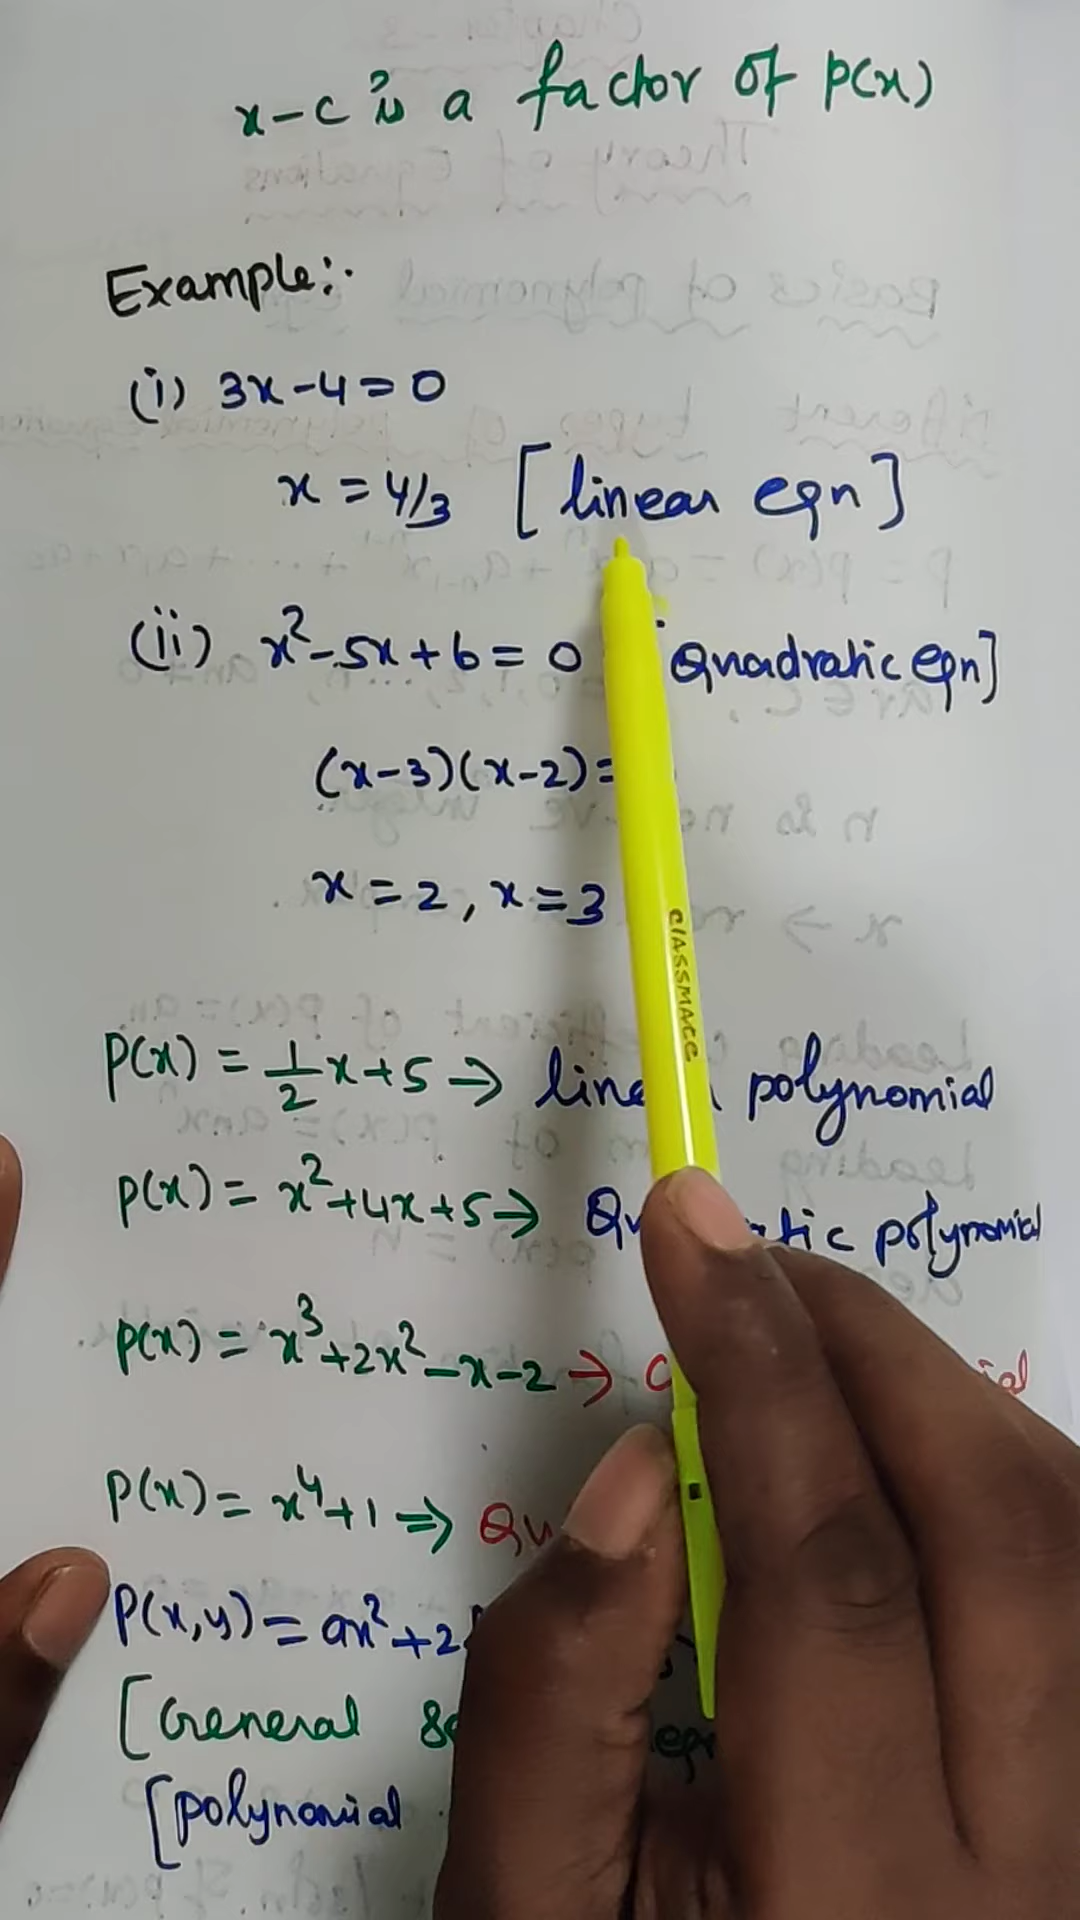 x-c is a factor of p(x)
Example:.
(i) 3x-4=0
x = 4/3 [linear eqn]
(ii) x²-5x+6=0 Quadratic eqn]
(x-3)(x-2)=
x = 2, x = 3
P(x) = 1/2 x+5 → polynomial
p(x) = x²+4x+5 → polynomial
p(x) = x³+2x²-x-2 →
P(x) = x⁴+1 ⇒
P(x,y) = ax²+2
[General
[polynomial
CLASSMATE